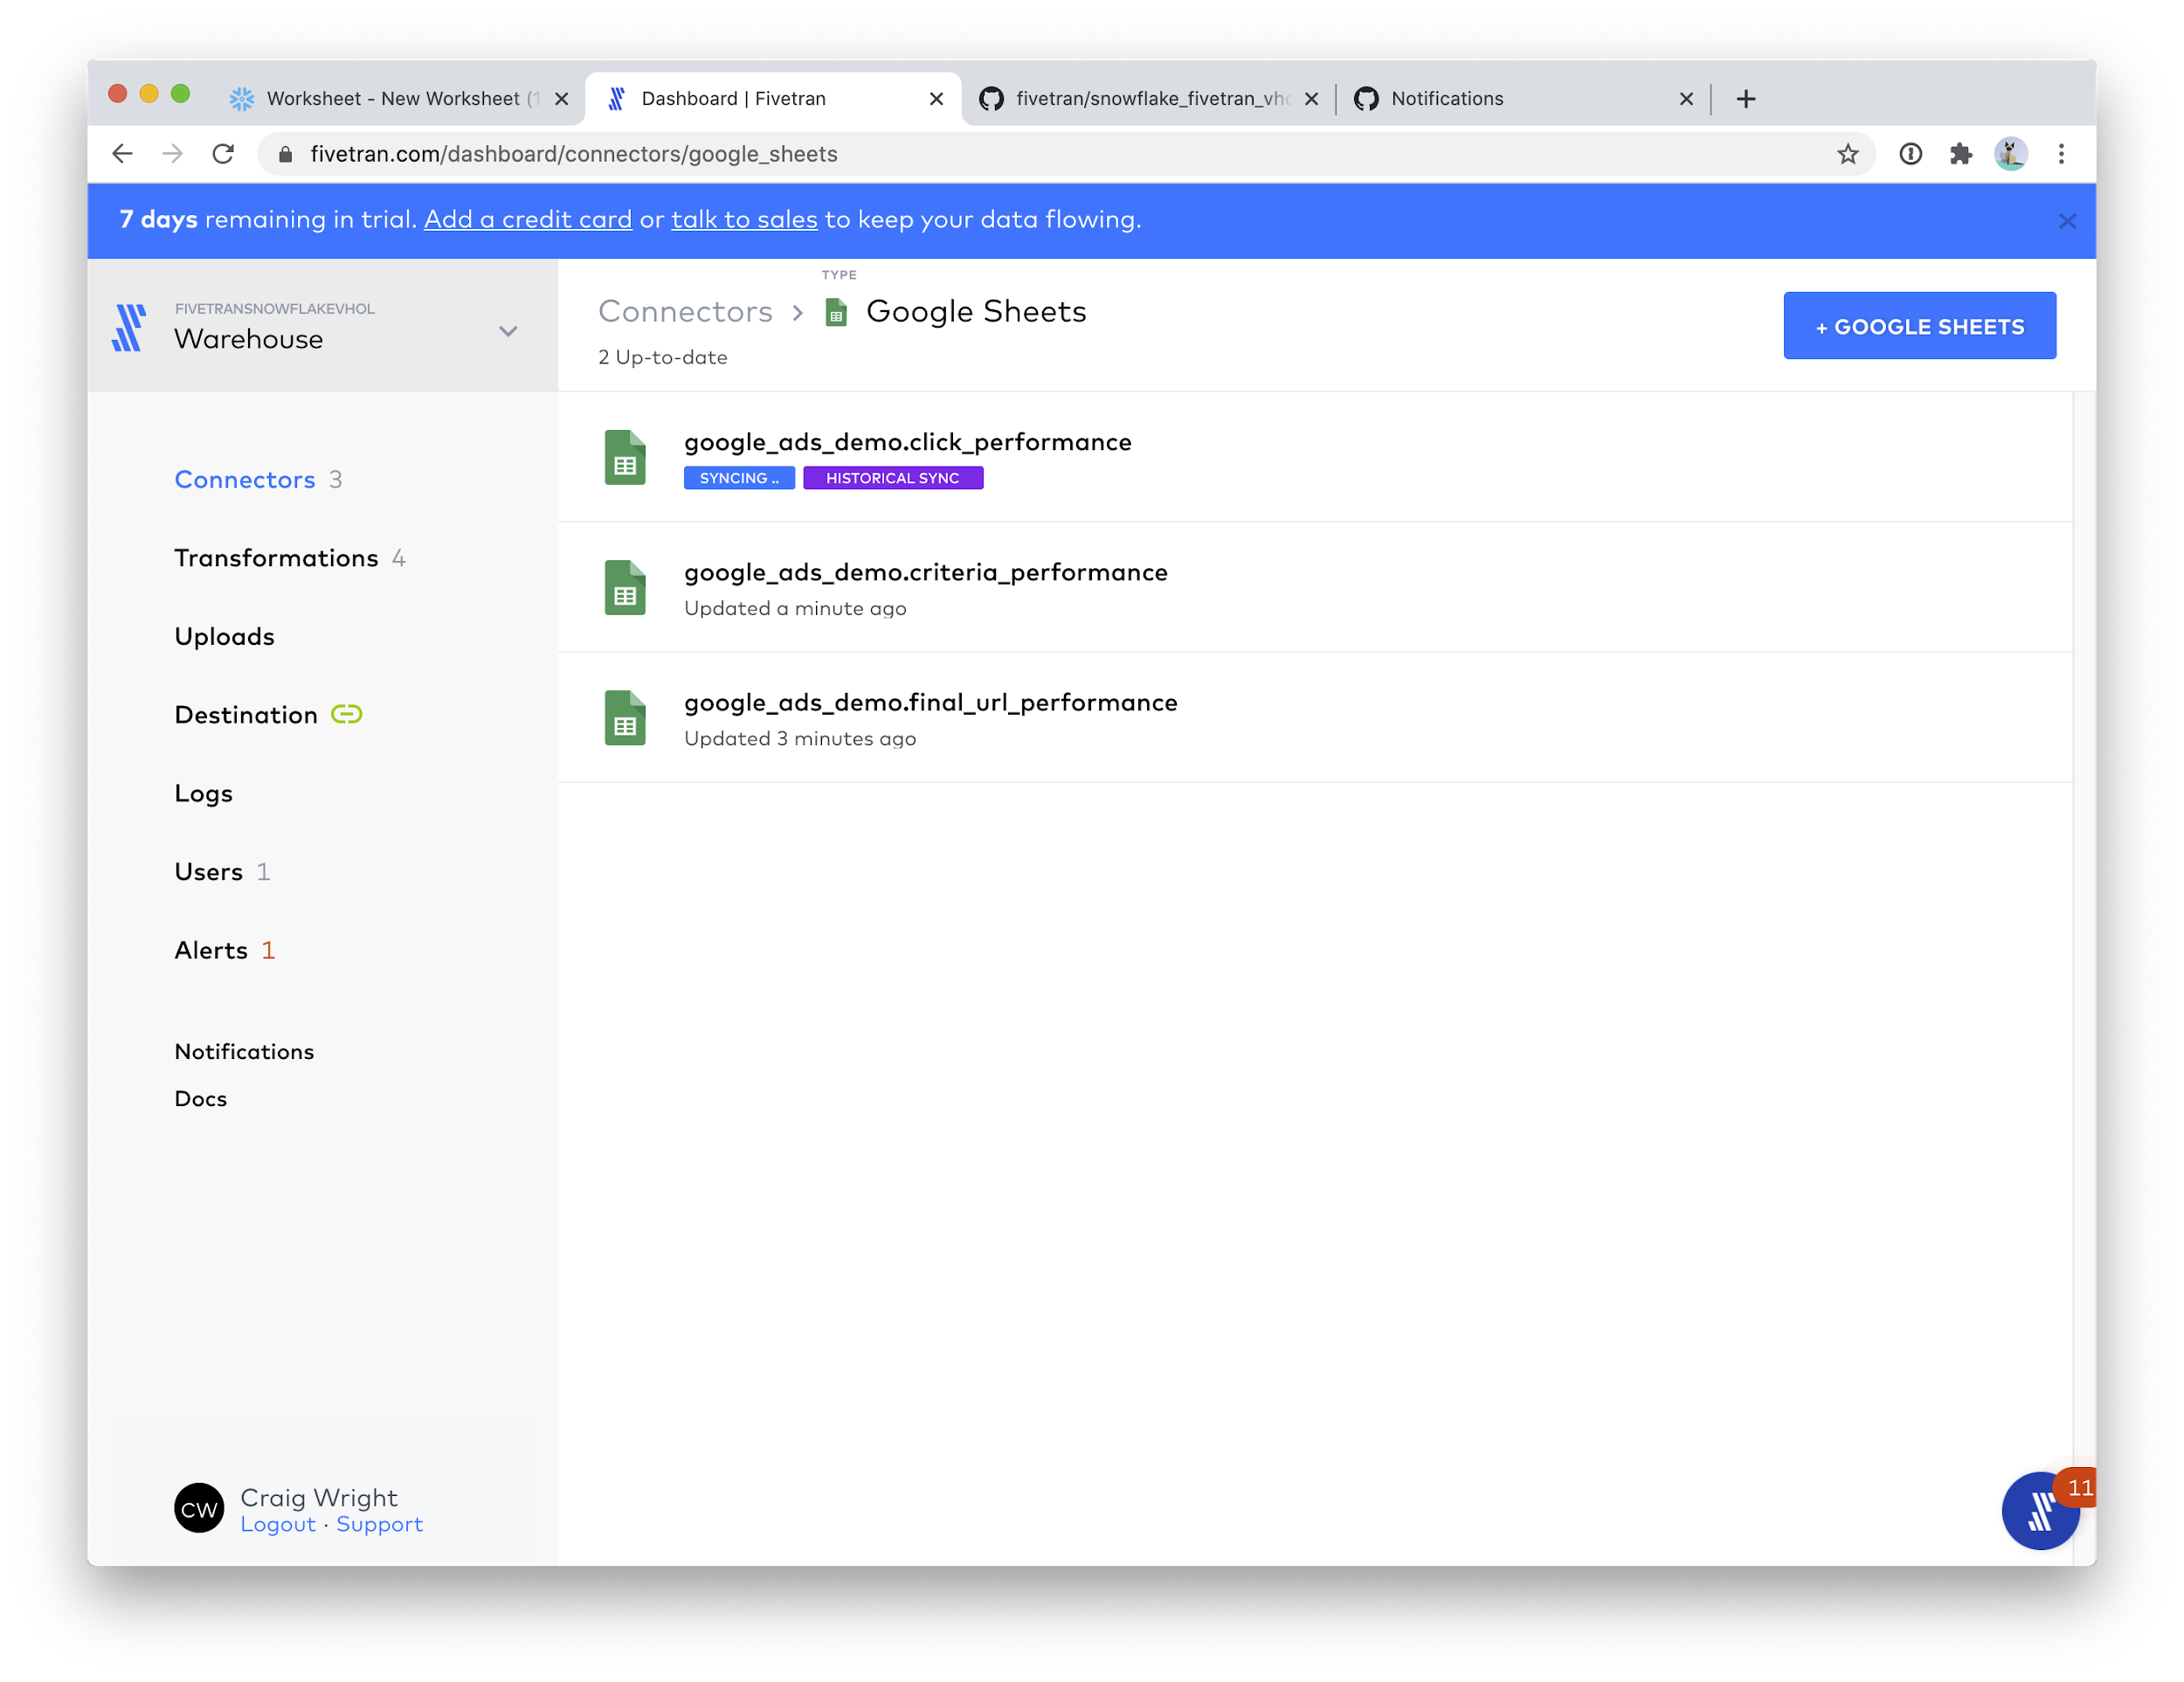 Worksheet - New Worksheet (1
Dashboard | Fivetran
fivetran/snowflake_fivetran_vho
Notifications
fivetran.com/dashboard/connectors/google_sheets
7 days remaining in trial. Add a credit card or talk to sales to keep your data flowing.
FIVETRANSNOWFLAKEVHOL
Warehouse
TYPE
Connectors > Google Sheets
2 Up-to-date
+ GOOGLE SHEETS
Connectors 3
Transformations 4
Uploads
Destination
Logs
Users 1
Alerts 1
Notifications
Docs
google_ads_demo.click_performance
SYNCING .. HISTORICAL SYNC
google_ads_demo.criteria_performance
Updated a minute ago
google_ads_demo.final_url_performance
Updated 3 minutes ago
CW
Craig Wright
Logout · Support
11